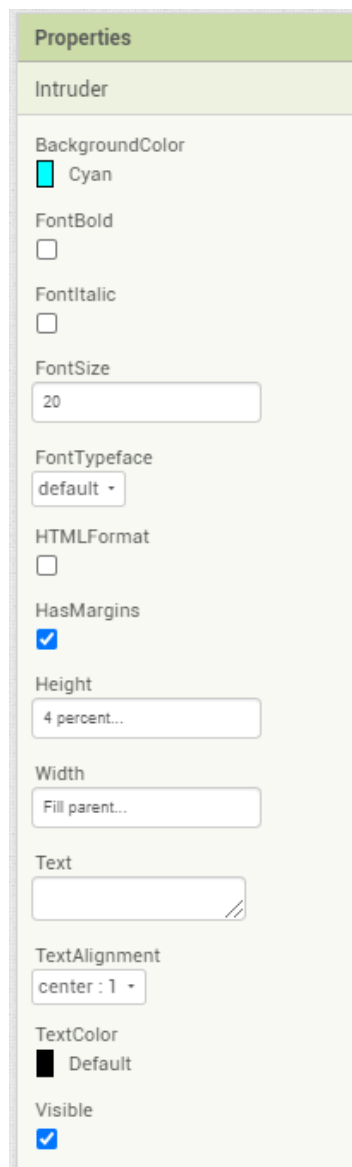 Properties
Intruder
BackgroundColor
Cyan
FontBold
FontItalic
FontSize
20
FontTypeface
default
HTMLFormat
HasMargins
Height
4 percent...
Width
Fill parent...
Text
TextAlignment
center : 1
TextColor
Default
Visible